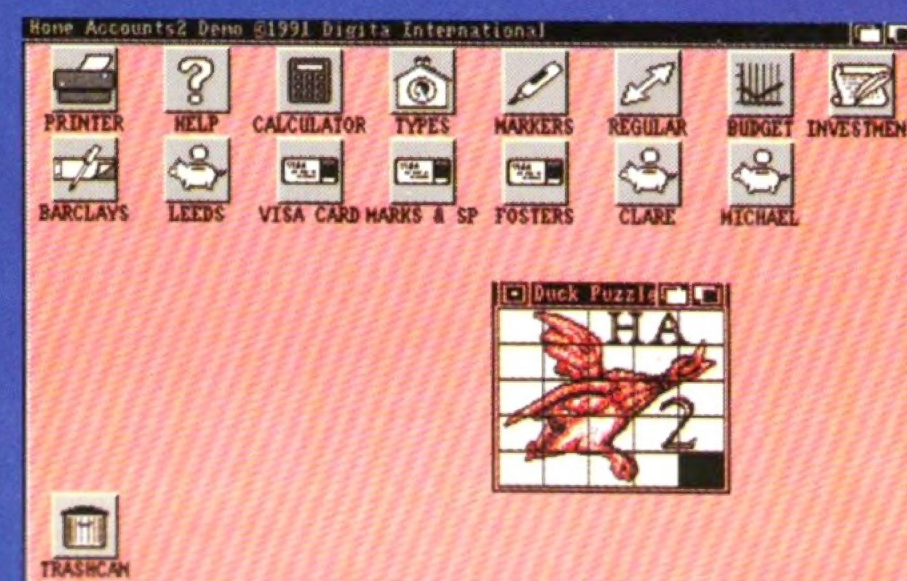 Home Accounts2 Demo ©1991 Digita International
PRINTER HELP CALCULATOR TYPES MARKERS REGULAR BUDGET INVESTMEN
BARCLAYS LEEDS VISA CARD MARKS & SP FOSTERS CLARE MICHAEL
Duck Puzzle
HA
2
TRASHCAN